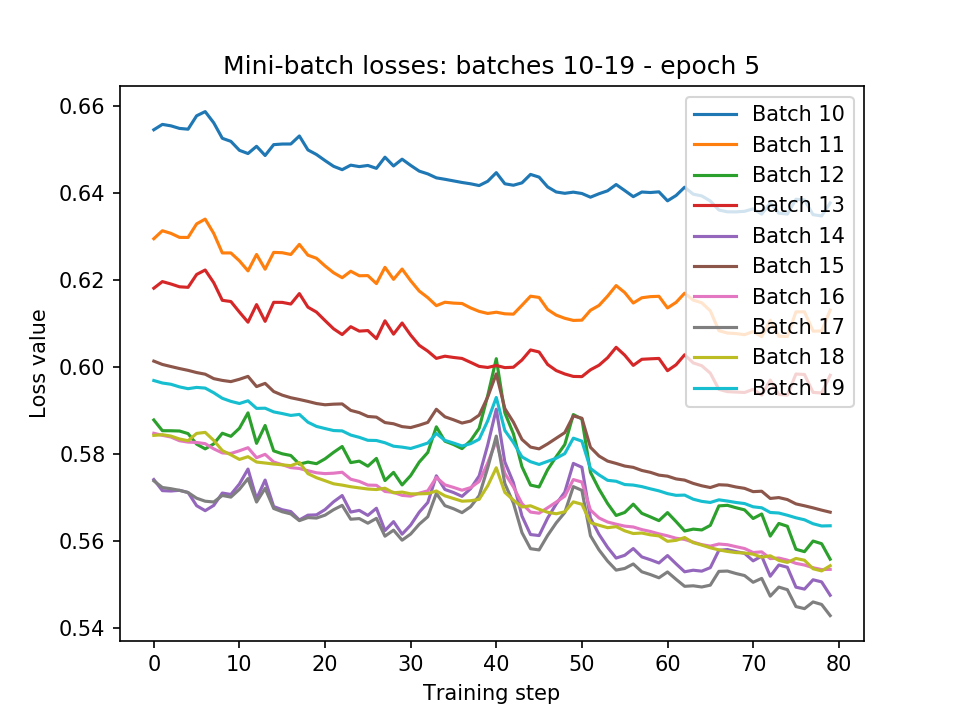 Mini-batch losses: batches 10-19 - epoch 5
0.66
0.64
0.62
0.60
0.58
0.56
0.54
Loss value
Batch 10
Batch 11
Batch 12
Batch 13
Batch 14
Batch 15
Batch 16
Batch 17
Batch 18
Batch 19
0 10 20 30 40 50 60 70 80
Training step